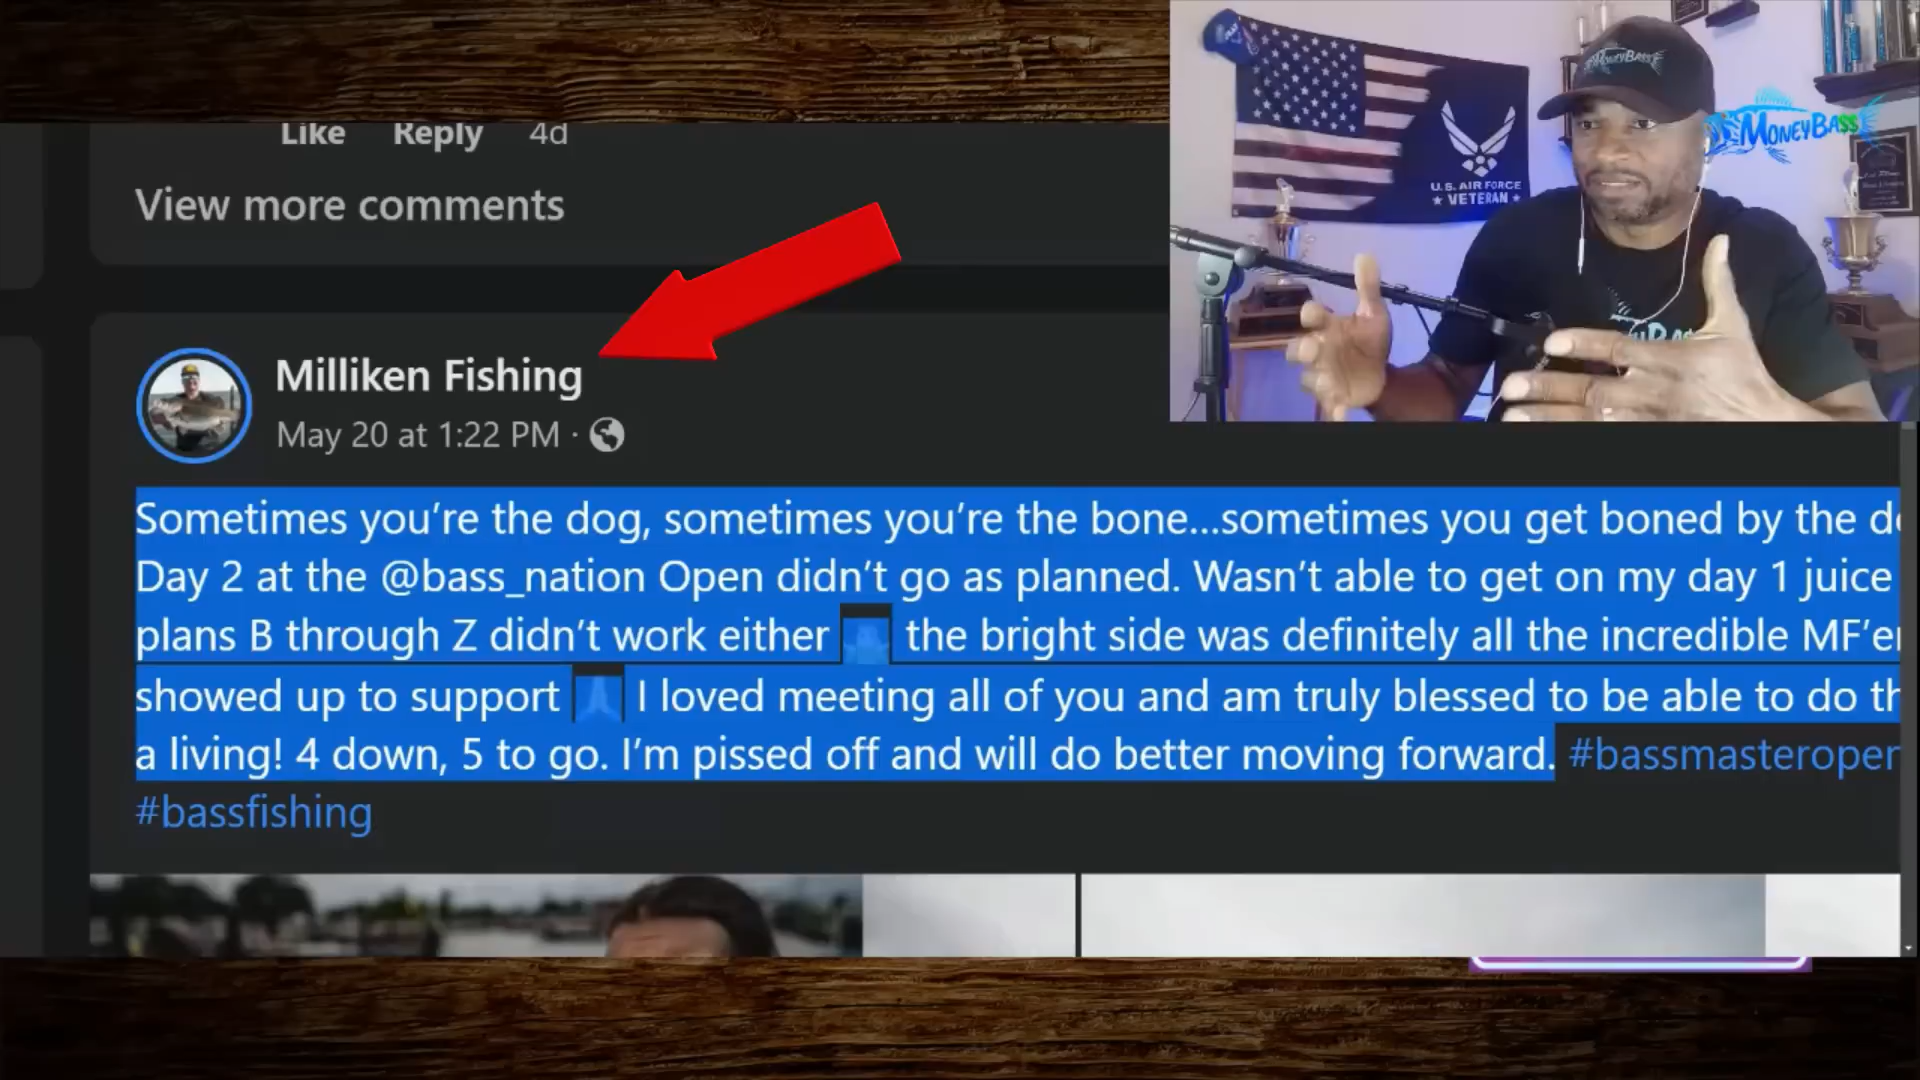 Like Reply 4d
View more comments
Milliken Fishing
May 20 at 1:22 PM ·
Sometimes you're the dog, sometimes you're the bone...sometimes you get boned by the
Day 2 at the @bass_nation Open didn't go as planned. Wasn't able to get on my day 1 juice
plans B through Z didn't work either the bright side was definitely all the incredible MF'er
showed up to support I loved meeting all of you and am truly blessed to be able to do th
a living! 4 down, 5 to go. I'm pissed off and will do better moving forward. #bassmasteropen
#bassfishing
U.S. AIR FORCE
★ VETERAN ★
MONEYBASS
MONEYBASS